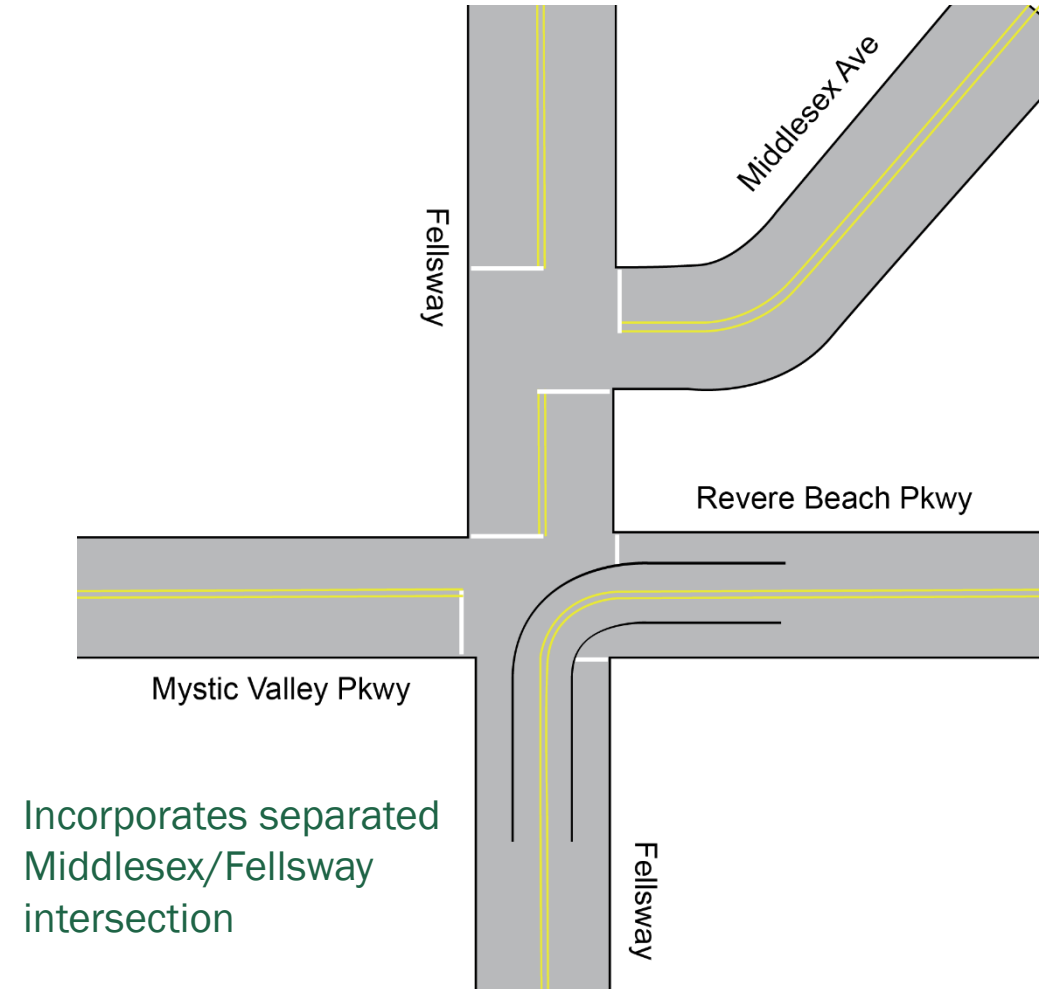 Middlesex Ave
Fellsway
Revere Beach Pkwy
Mystic Valley Pkwy
Incorporates separated
Middlesex/Fellsway
intersection
Fellsway